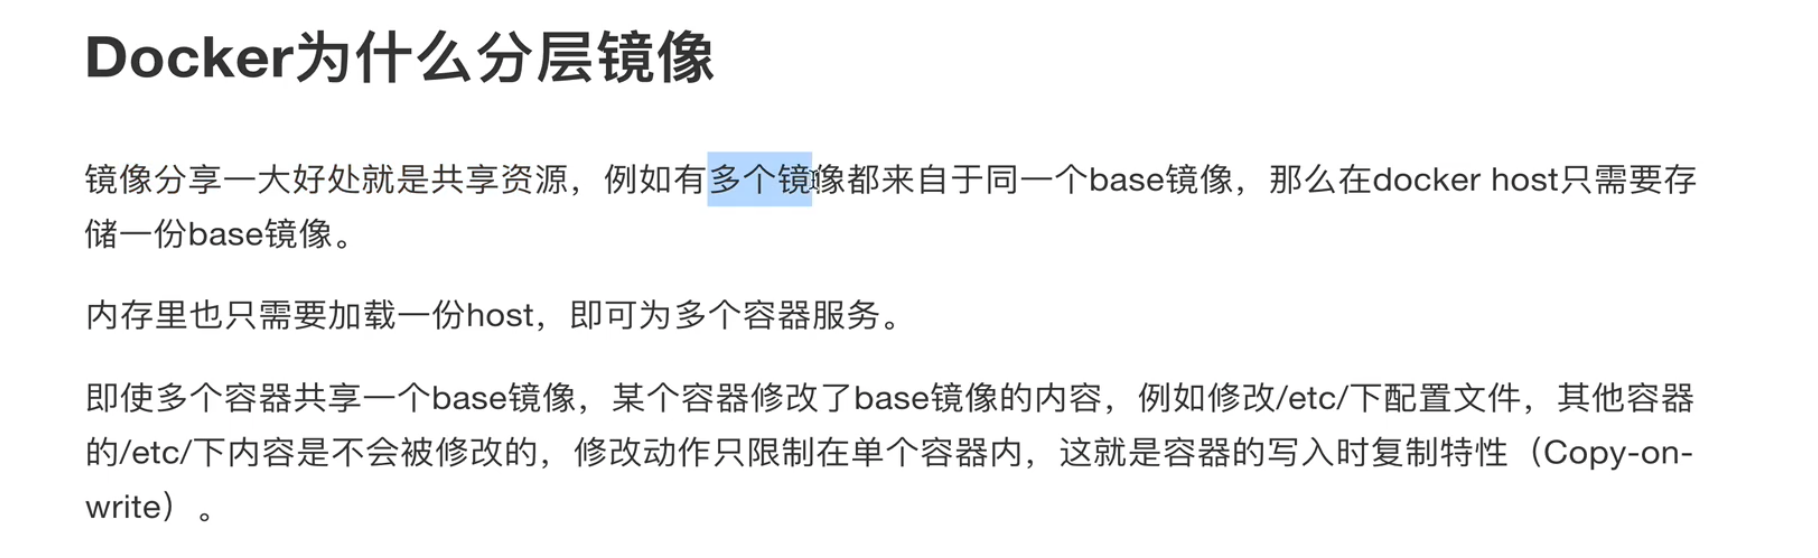 Docker为什么分层镜像
镜像分享一大好处就是共享资源，例如有多个镜像都来自于同一个base镜像，那么在docker host只需要存
储一份base镜像。
内存里也只需要加载一份host，即可为多个容器服务。
即使多个容器共享一个base镜像，某个容器修改了base镜像的内容，例如修改/etc/下配置文件，其他容器
的/etc/下内容是不会被修改的，修改动作只限制在单个容器内，这就是容器的写入时复制特性（Copy-on-
write）。